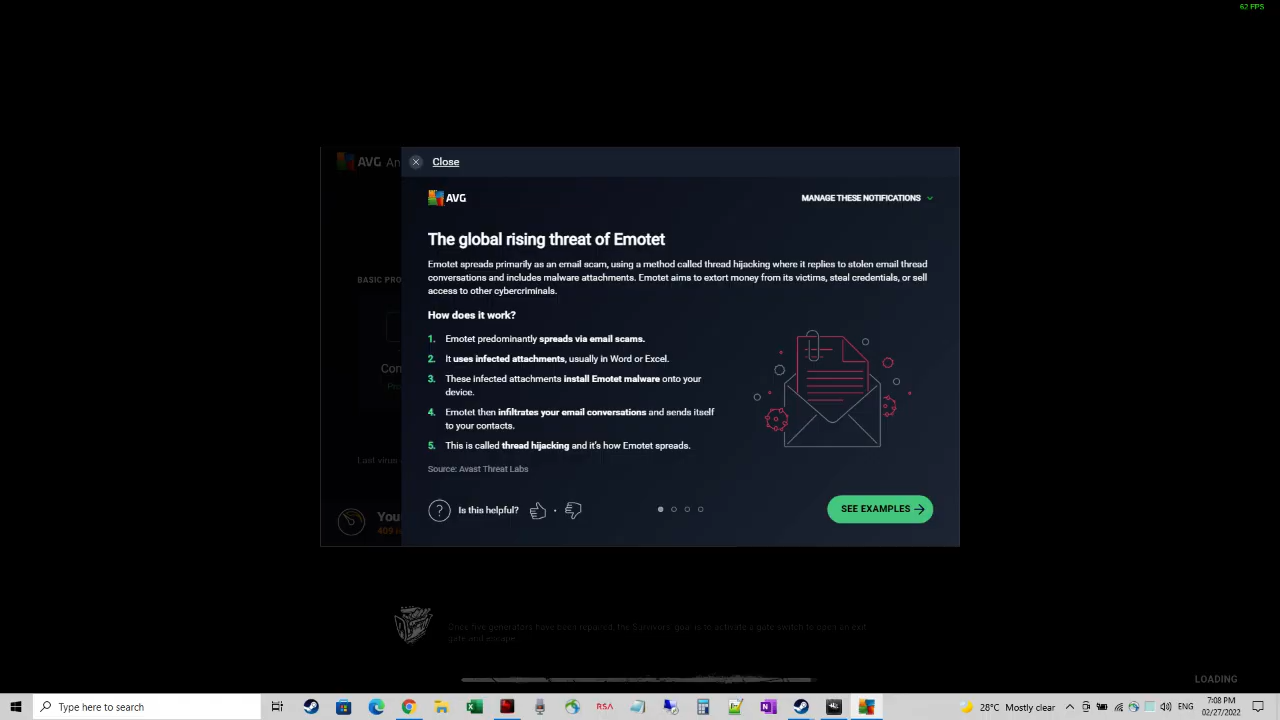 62 FPS
AVG An
Close
AVG
MANAGE THESE NOTIFICATIONS
The global rising threat of Emotet
Emotet spreads primarily as an email scam, using a method called thread hijacking where it replies to stolen email thread
conversations and includes malware attachments. Emotet aims to extort money from its victims, steal credentials, or sell
access to other cybercriminals.
BASIC PRO
How does it work?
1. Emotet predominantly spreads via email scams.
2. It uses infected attachments, usually in Word or Excel.
3. These infected attachments install Emotet malware onto your
device.
Com
4. Emotet then infiltrates your email conversations and sends itself
to your contacts.
5. This is called thread hijacking and it's how Emotet spreads.
Last virus
Source: Avast Threat Labs
Is this helpful?
SEE EXAMPLES
You
409
Once five generators have been repaired, the Survivors' goal is to activate a gate switch to open an exit
gate and escape.
LOADING
Type here to search
RSA
28°C Mostly clear
ENG
7:08 PM
02/27/2022